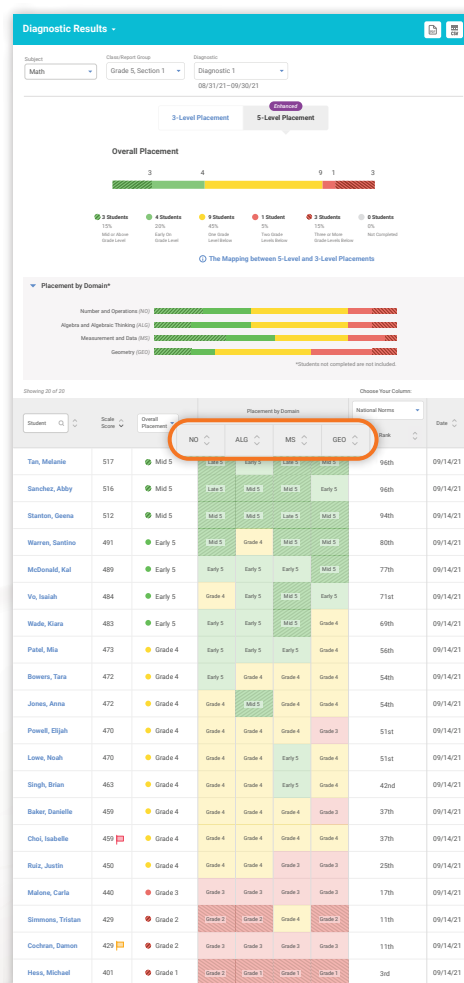 Diagnostic Results
CSV
Subject
Class/Report Group
Diagnostic
Math
Grade 5, Section 1
Diagnostic 1
08/31/21–09/30/21
Enhanced
3-Level Placement
5-Level Placement
Overall Placement
3 4 9 1 3
3 Students 4 Students 9 Students 1 Student 3 Students 0 Students
15% 20% 45% 5% 15% 0%
Mid or Above Early On One Grade Two Grade Three or More Not Completed
Grade Level Grade Level Level Below Levels Below Grade Levels Below
The Mapping between 5-Level and 3-Level Placements
Placement by Domain*
Number and Operations (NO)
Algebra and Algebraic Thinking (ALG)
Measurement and Data (MS)
Geometry (GEO)
*Students not completed are not included.
Showing 20 of 20
Choose Your Column:
Student
Scale Score
Overall Placement
Placement by Domain
National Norms
Date
NO ALG MS GEO
Rank
Tan, Melanie 517 Mid 5 Late 5 Early 5 Late 5 Mid 5 96th 09/14/21
Sanchez, Abby 516 Mid 5 Late 5 Mid 5 Mid 5 Early 5 96th 09/14/21
Stanton, Geena 512 Mid 5 Mid 5 Mid 5 Late 5 Mid 5 94th 09/14/21
Warren, Santino 491 Early 5 Mid 5 Grade 4 Mid 5 Mid 5 80th 09/14/21
McDonald, Kal 489 Early 5 Early 5 Early 5 Early 5 Mid 5 77th 09/14/21
Vo, Isaiah 484 Early 5 Grade 4 Early 5 Mid 5 Early 5 71st 09/14/21
Wade, Kiara 483 Early 5 Early 5 Early 5 Mid 5 Grade 4 69th 09/14/21
Patel, Mia 473 Grade 4 Early 5 Early 5 Early 5 Grade 4 56th 09/14/21
Bowers, Tara 472 Grade 4 Early 5 Grade 4 Grade 4 Grade 4 54th 09/14/21
Jones, Anna 472 Grade 4 Grade 4 Mid 5 Grade 4 Grade 4 54th 09/14/21
Powell, Elijah 470 Grade 4 Grade 4 Grade 4 Grade 4 Grade 3 51st 09/14/21
Lowe, Noah 470 Grade 4 Grade 4 Grade 4 Early 5 Grade 4 51st 09/14/21
Singh, Brian 463 Grade 4 Grade 4 Grade 4 Early 5 Grade 4 42nd 09/14/21
Baker, Danielle 459 Grade 4 Grade 4 Grade 4 Grade 4 Grade 3 37th 09/14/21
Choi, Isabelle 459 Grade 4 Grade 4 Grade 4 Grade 4 Grade 4 37th 09/14/21
Ruiz, Justin 450 Grade 4 Grade 4 Grade 4 Grade 3 Grade 3 25th 09/14/21
Malone, Carla 440 Grade 3 Grade 3 Grade 3 Grade 3 Grade 3 17th 09/14/21
Simmons, Tristan 429 Grade 2 Grade 2 Grade 2 Grade 4 Grade 2 11th 09/14/21
Cochran, Damon 429 Grade 2 Grade 3 Grade 3 Grade 3 Grade 3 11th 09/14/21
Hess, Michael 401 Grade 1 Grade 2 Grade 1 Grade 1 Grade 1 3rd 09/14/21